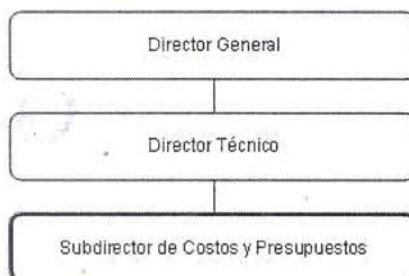 Director General
Director Técnico
Subdirector de Costos y Presupuestos